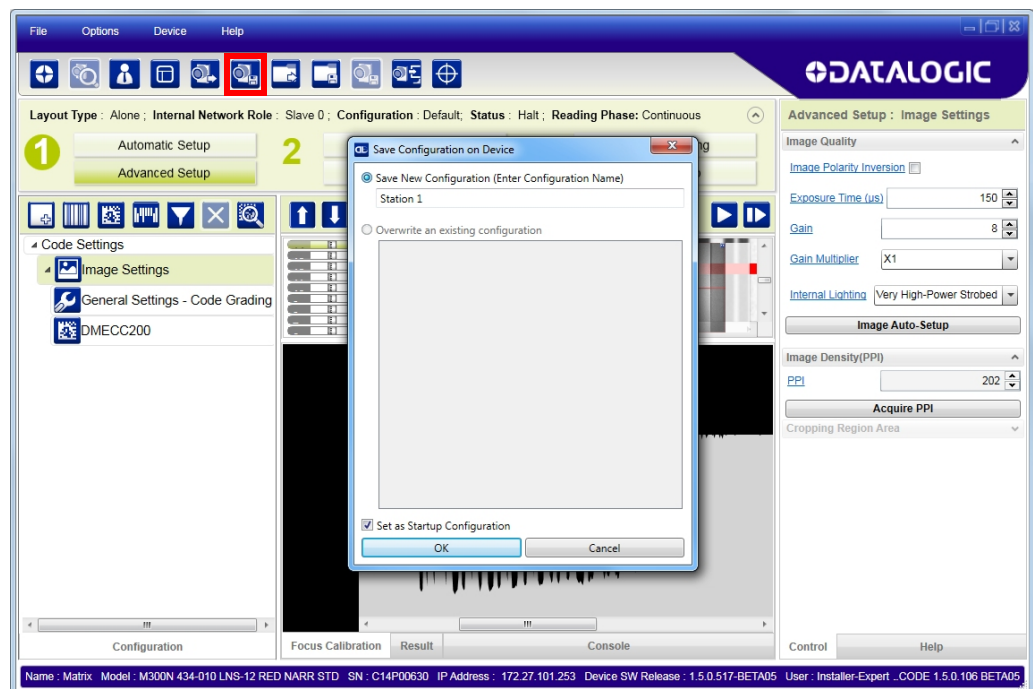 File Options Device Help
DATALOGIC
Layout Type : Alone ; Internal Network Role : Slave 0 ; Configuration : Default; Status : Halt ; Reading Phase: Continuous
1
Automatic Setup
Advanced Setup
2
Advanced Setup : Image Settings
Image Quality
Image Polarity Inversion
Exposure Time (us) 150
Gain 8
Gain Multiplier X1
Internal Lighting Very High-Power Strobed
Image Auto-Setup
Image Density(PPI)
PPI 202
Acquire PPI
Cropping Region Area
Code Settings
Image Settings
General Settings - Code Grading
DMECC200
Save Configuration on Device
Save New Configuration (Enter Configuration Name)
Station 1
Overwrite an existing configuration
Set as Startup Configuration
OK Cancel
Configuration
Focus Calibration Result Console
Control Help
Name : Matrix Model : M300N 434-010 LNS-12 RED NARR STD SN : C14P00630 IP Address : 172.27.101.253 Device SW Release : 1.5.0.517-BETA05 User : Installer-Expert ..CODE 1.5.0.106 BETA05